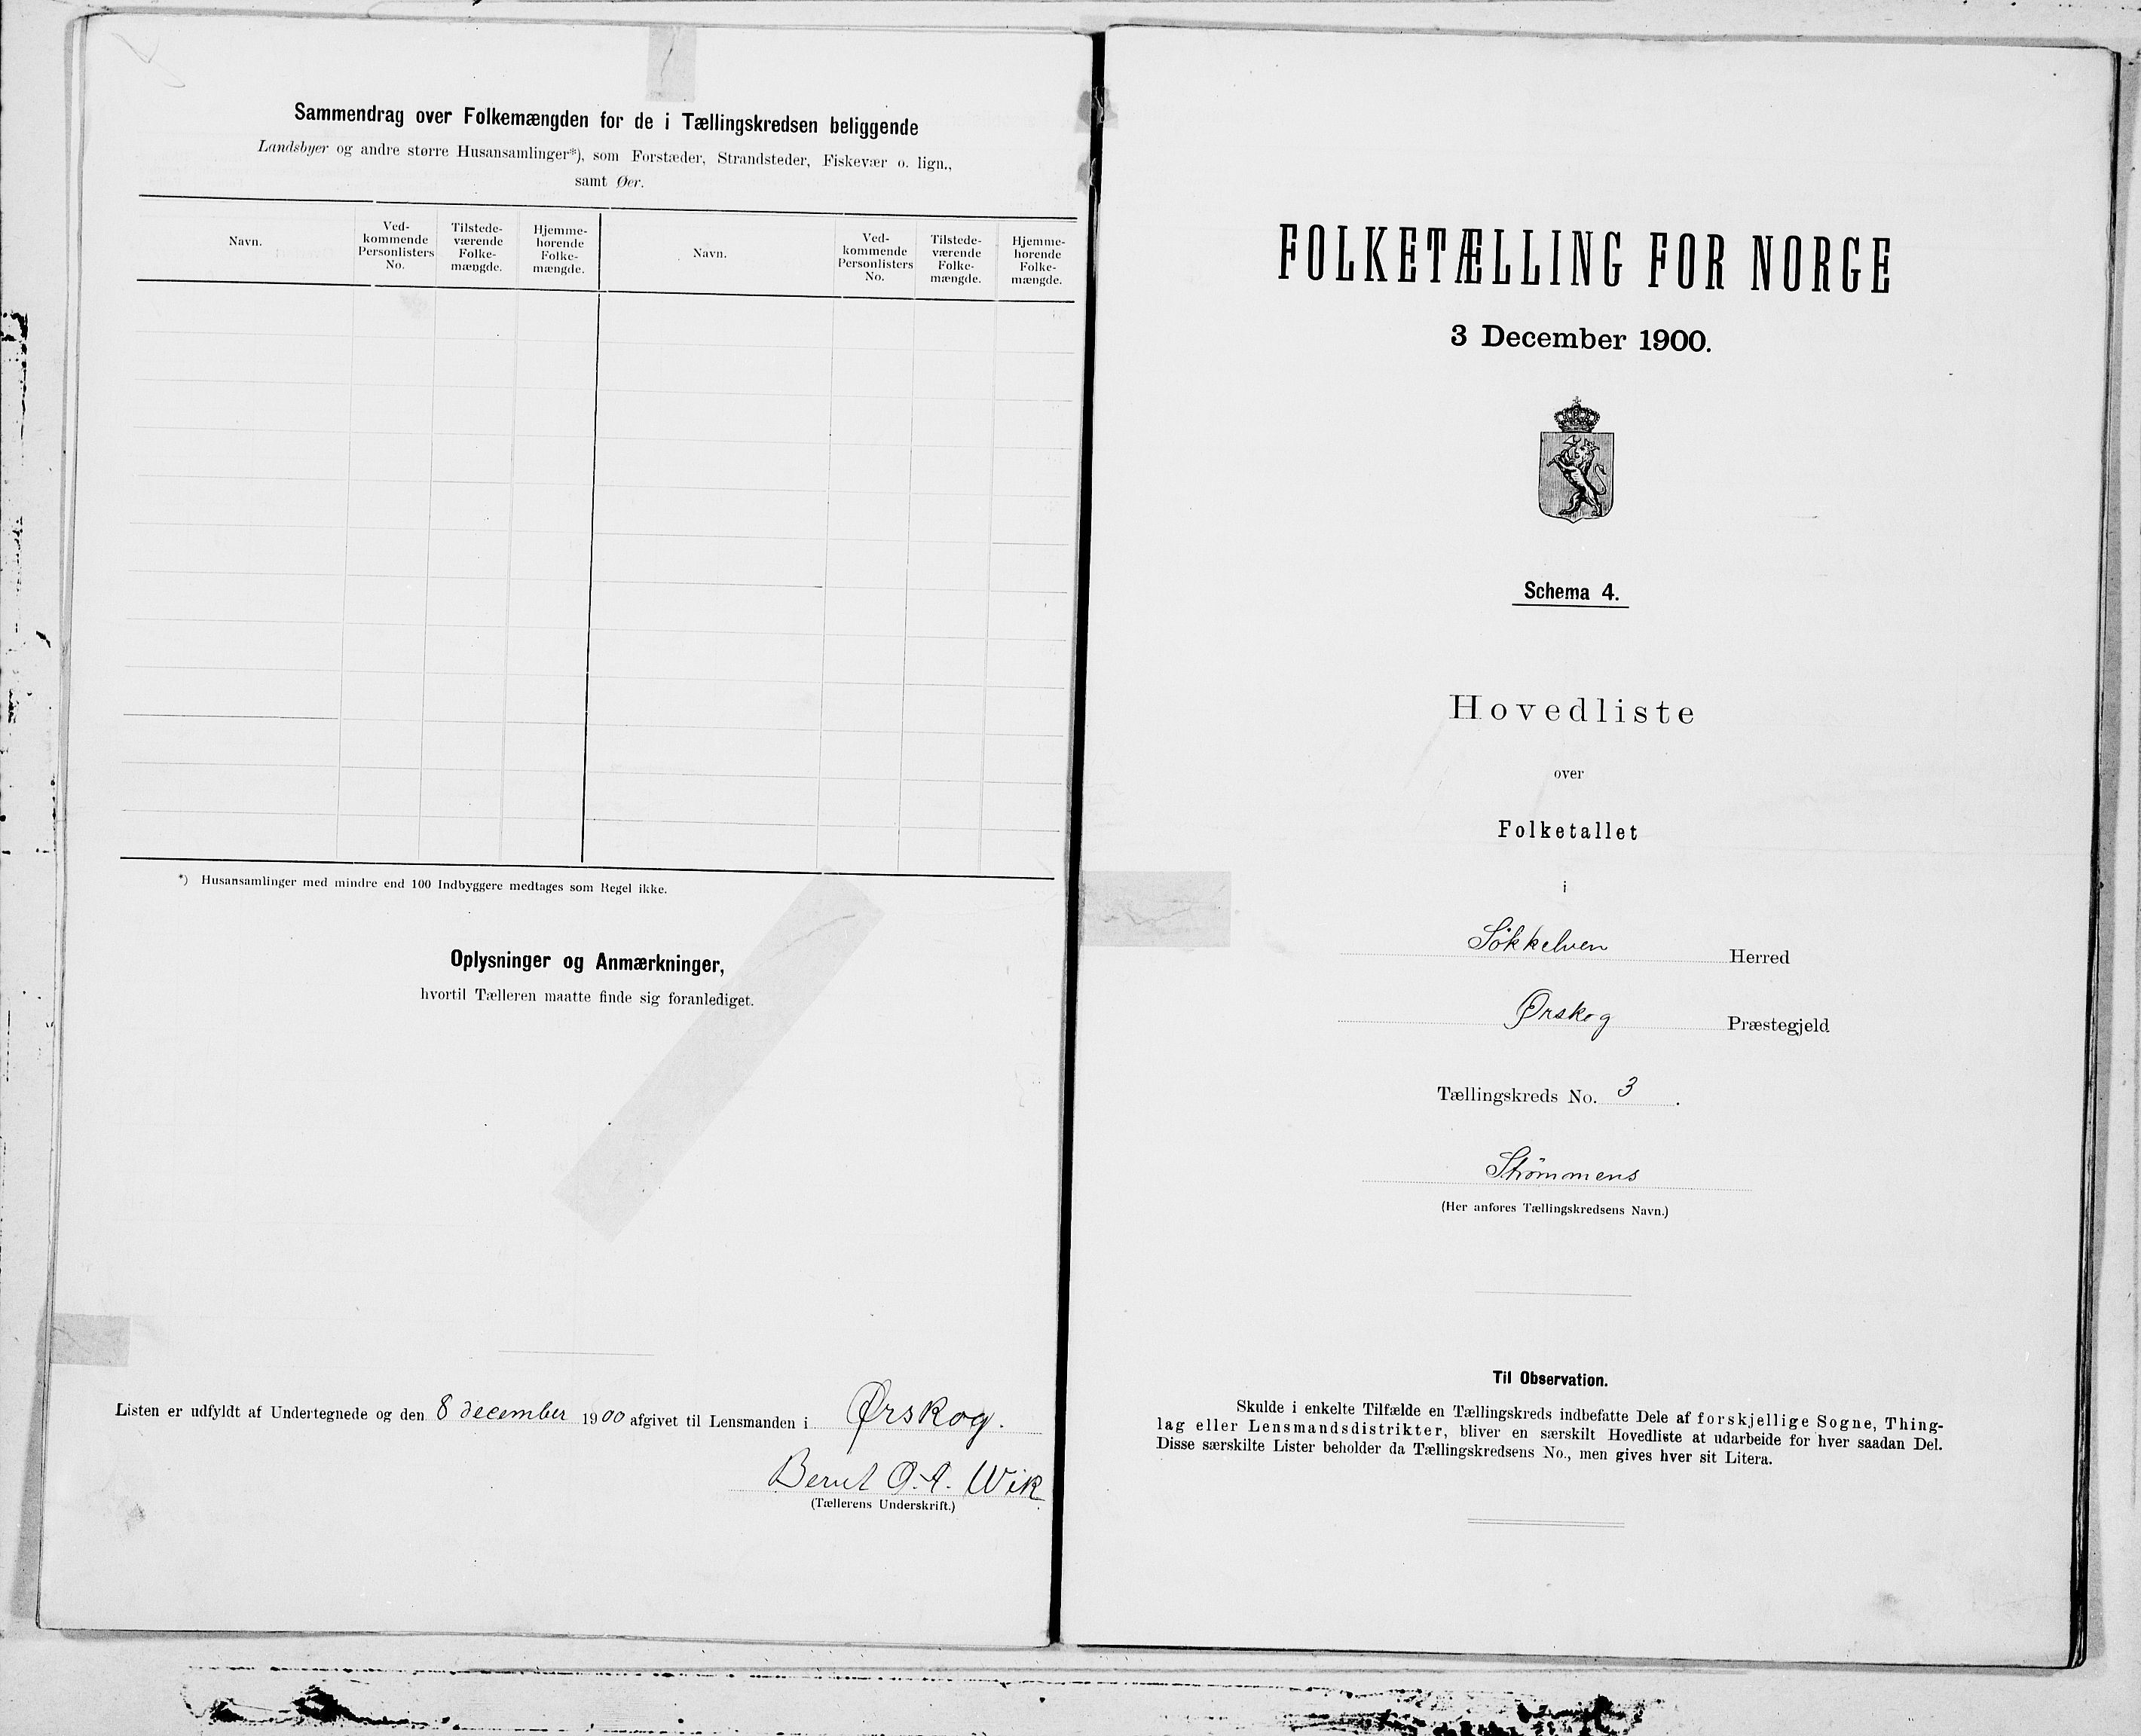 Sammendrag over Folkemængden for de i Tællingskredsen beliggende
Landsbyer og andre større Husansamlinger*), som Forstæder, Strandsteder, Fiskevær o. lign.,
samt Øer.
Navn.
Ved-
kommende
Personlisters
No.
Tilstede-
værende
Folke-
mængde.
Hjemme-
hørende
Folke-
mængde.
Navn.
Ved-
kommende
Personlisters
No.
Tilstede-
værende
Folke-
mængde.
Hjemme-
hørende
Folke-
mængde.
*) Husansamlinger med mindre end 100 Indbyggere medtages som Regel ikke.
Oplysninger og Anmærkninger,
hvortil Tælleren maatte finde sig foranlediget.
Listen er udfyldt af Undertegnede og den 8 december 1900 afgivet til Lensmanden i Ørskog.
Bernt O. A. Wik
(Tællerens Underskrift.)
FOLKETÆLLING FOR NORGE
3 December 1900.
Schema 4.
Hovedliste
over
Folketallet
i
Søkkelven Herred
Ørskog Præstegjeld
Tællingskreds No. 3.
Strømmens
(Her anføres Tællingskredsens Navn.)
Til Observation.
Skulde i enkelte Tilfælde en Tællingskreds indbefatte Dele af forskjellige Sogne, Thing-
lag eller Lensmandsdistrikter, bliver en særskilt Hovedliste at udarbeide for hver saadan Del.
Disse særskilte Lister beholder da Tællingskredsens No., men gives hver sit Litera.